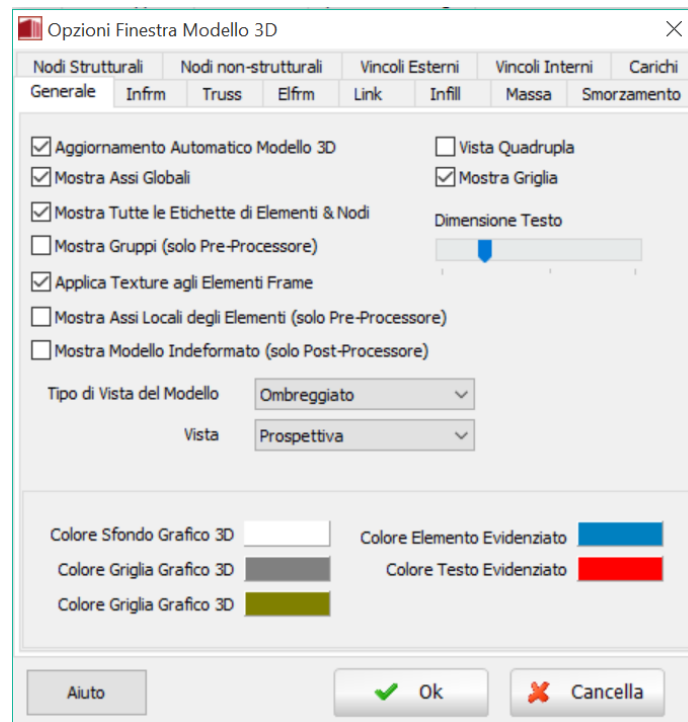 Opzioni Finestra Modello 3D
Nodi Strutturali Nodi non-strutturali Vincoli Esterni Vincoli Interni Carichi
Generale Infrm Truss Elfrm Link Infill Massa Smorzamento
Aggiornamento Automatico Modello 3D Vista Quadrupla
Mostra Assi Globali Mostra Griglia
Mostra Tutte le Etichette di Elementi & Nodi Dimensione Testo
Mostra Gruppi (solo Pre-Processore)
Applica Texture agli Elementi Frame
Mostra Assi Locali degli Elementi (solo Pre-Processore)
Mostra Modello Indeformato (solo Post-Processore)
Tipo di Vista del Modello Ombreggiato
Vista Prospettiva
Colore Sfondo Grafico 3D Colore Elemento Evidenziato
Colore Griglia Grafico 3D Colore Testo Evidenziato
Colore Griglia Grafico 3D
Aiuto Ok Cancella